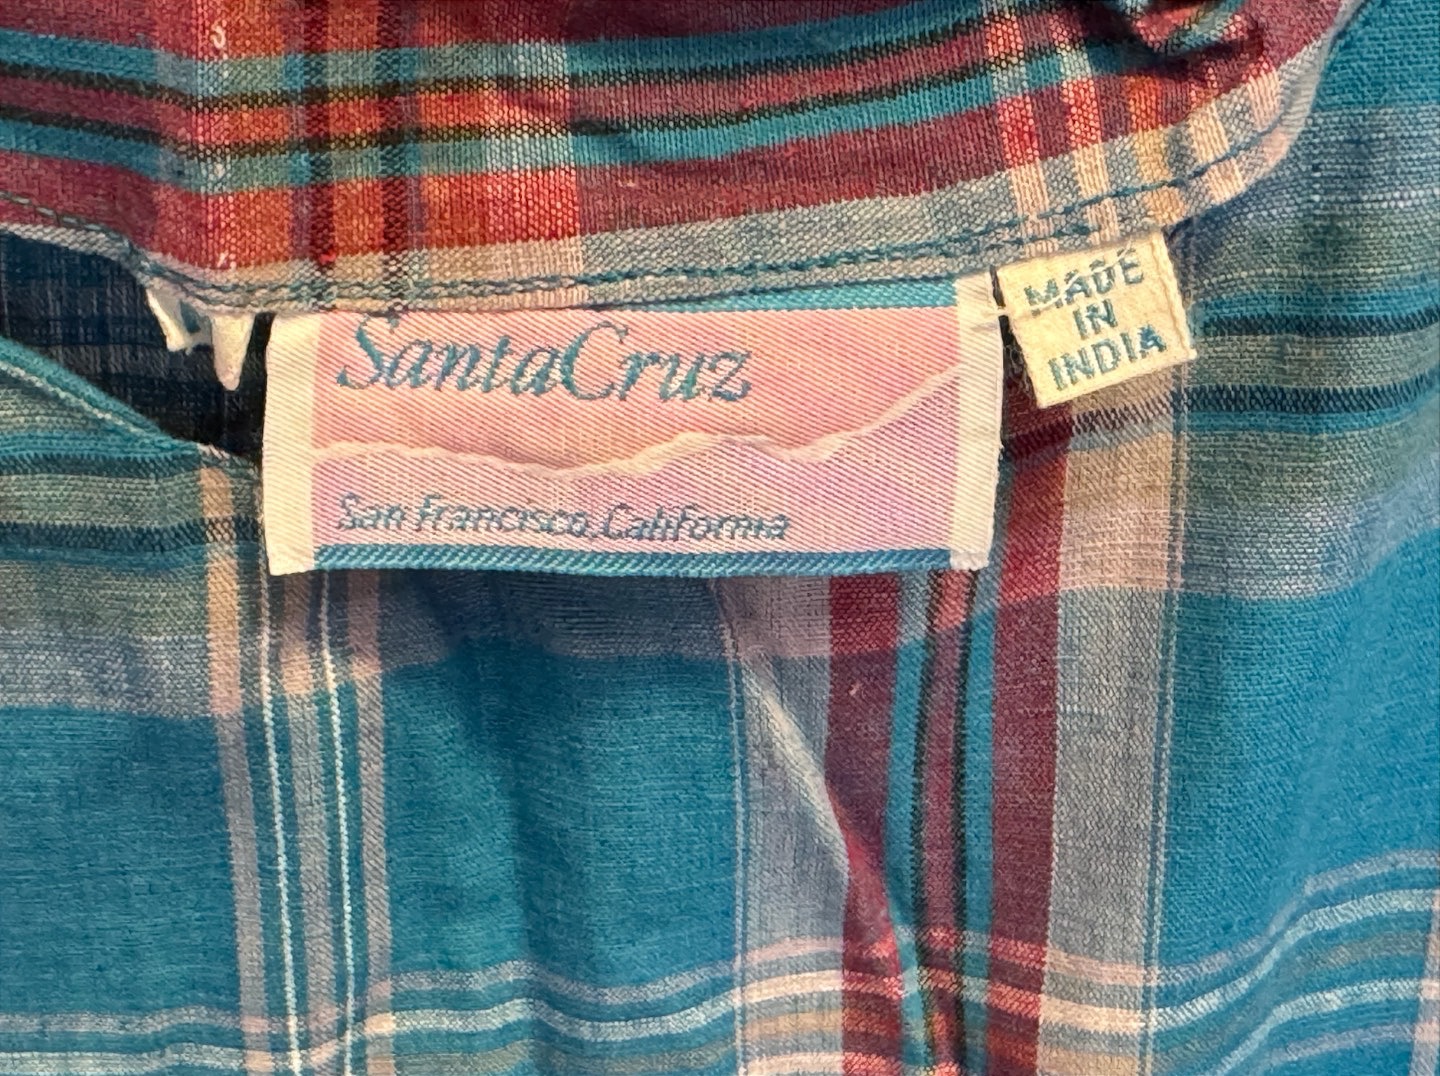 SantaCruz
San Francisco, California
MADE
IN
INDIA